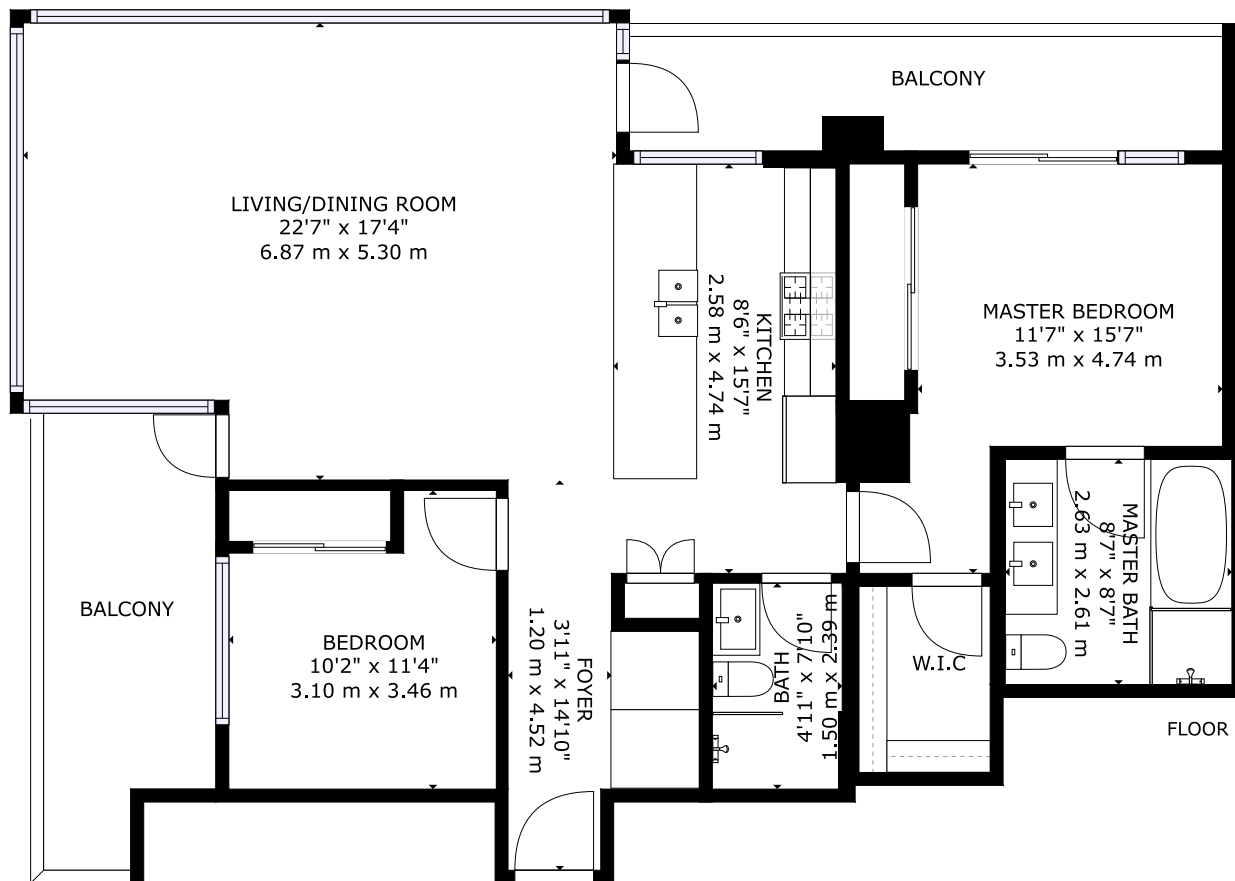 BALCONY
LIVING/DINING ROOM
22'7" x 17'4"
6.87 m x 5.30 m
KITCHEN
8'6" x 15'7"
2.58 m x 4.74 m
MASTER BEDROOM
11'7" x 15'7"
3.53 m x 4.74 m
MASTER BATH
8'7" x 8'7"
2.63 m x 2.61 m
BALCONY
BEDROOM
10'2" x 11'4"
3.10 m x 3.46 m
FOYER
3'11" x 14'10"
1.20 m x 4.52 m
BATH
4'11" x 7'10"
1.50 m x 2.39 m
W.I.C
FLOOR